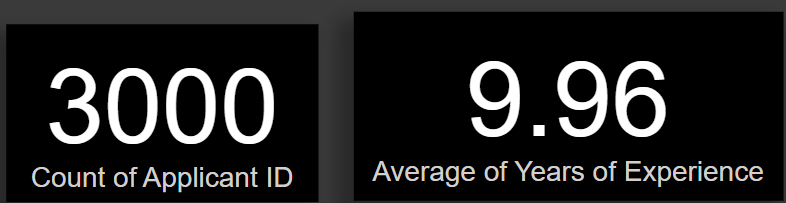 3000
Count of Applicant ID
9.96
Average of Years of Experience